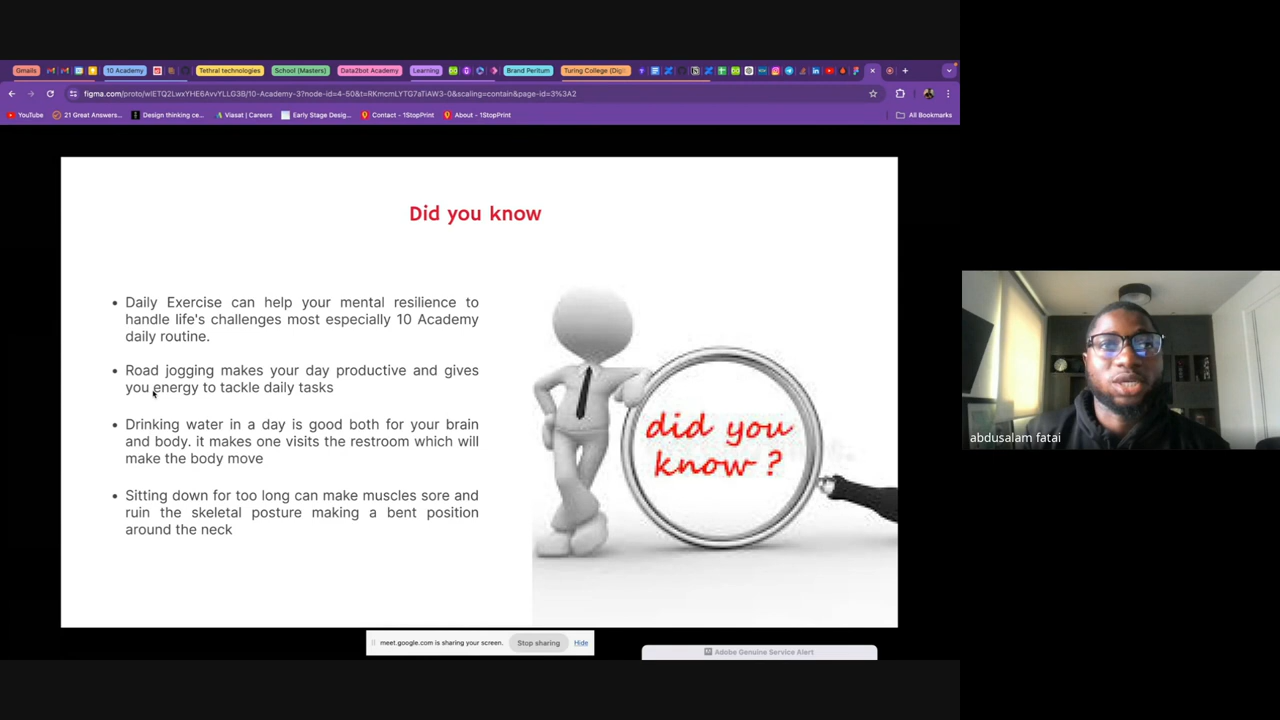 Gmails
10 Academy
Tethral technologies
School (Masters)
Data2bot Academy
Learning
Brand Peritum
Turing College (Digi
figma.com/proto/wIETQ2LwxYHE6AvvYLLG3B/10-Academy-3?node-id=4-50&t=RKmcmLYTG7aTiAW3-0&scaling=contain&page-id=3%3A2
YouTube
21 Great Answers...
Design thinking ce...
Viasat | Careers
Early Stage Desig...
Contact - 1StopPrint
About - 1StopPrint
All Bookmarks
Did you know
• Daily Exercise can help your mental resilience to
handle life's challenges most especially 10 Academy
daily routine.
• Road jogging makes your day productive and gives
you energy to tackle daily tasks
• Drinking water in a day is good both for your brain
and body. it makes one visits the restroom which will
make the body move
• Sitting down for too long can make muscles sore and
ruin the skeletal posture making a bent position
around the neck
did you
know ?
abdusalam fatai
meet.google.com is sharing your screen.
Stop sharing
Hide
Adobe Genuine Service Alert